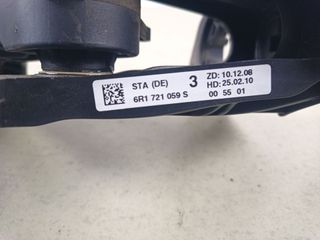 STA (DE) 3 ZD: 10.12.08
HD: 25.02.10
6R1 721 059 S 00 55 01